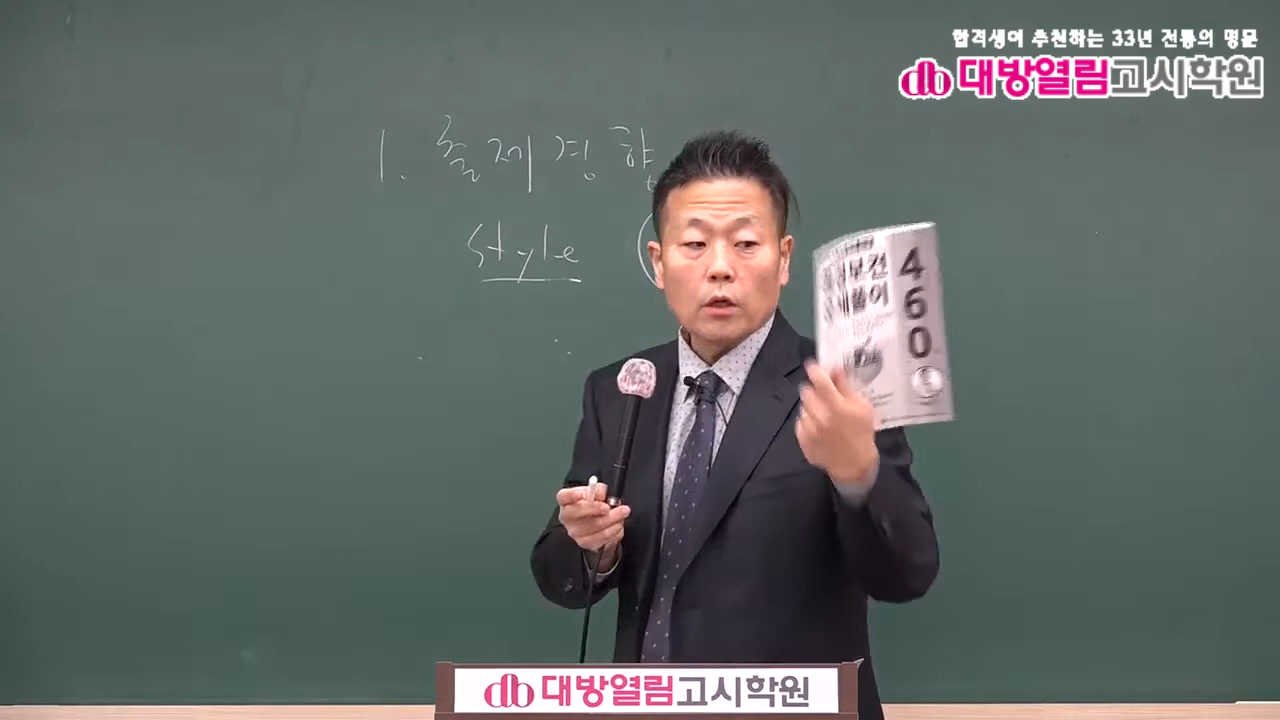 합격생이 추천하는 33년 전통의 명문
대방열림고시학원
1. 출제경향
style (
460
대방열림고시학원